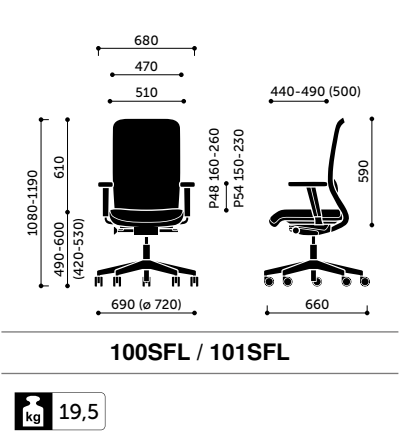 680
470
510
440-490 (500)
1080-1190
610
490-600
(420-530)
P48 160-260
P54 150-230
590
690 (ø 720)
660
100SFL / 101SFL
kg 19,5